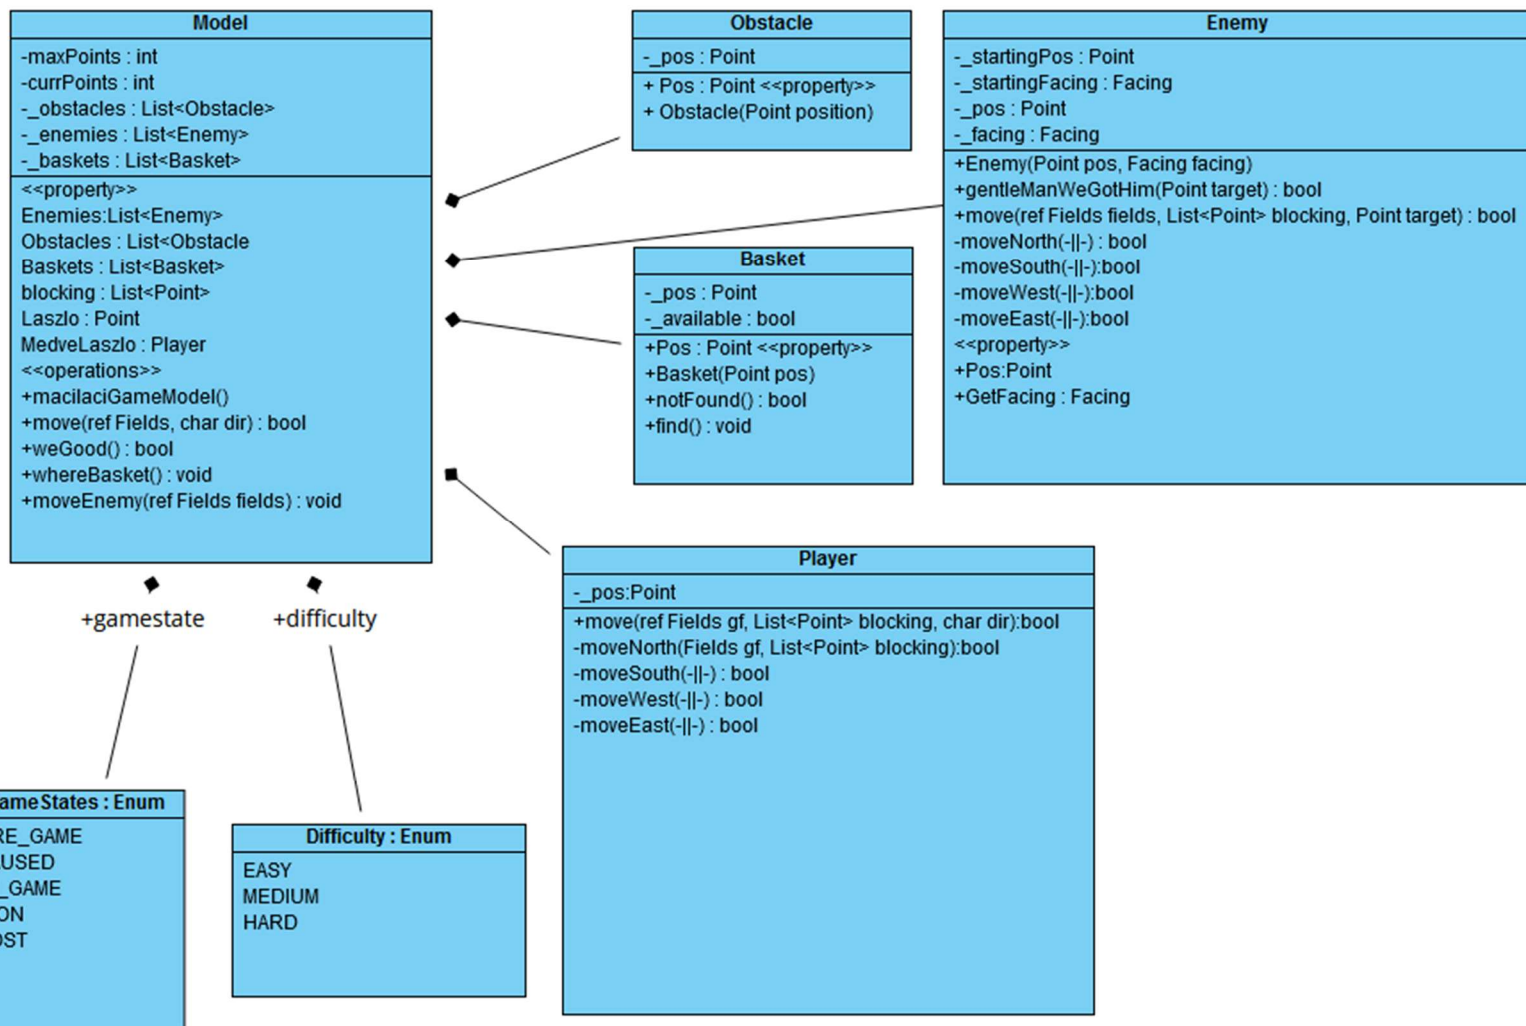 Model
-maxPoints : int
-currPoints : int
-_obstacles : List<Obstacle>
-_enemies : List<Enemy>
-_baskets : List<Basket>
<<property>>
Enemies:List<Enemy>
Obstacles : List<Obstacle
Baskets : List<Basket>
blocking : List<Point>
Laszlo : Point
MedveLaszlo : Player
<<operations>>
+macilaciGameModel()
+move(ref Fields, char dir) : bool
+weGood() : bool
+whereBasket() : void
+moveEnemy(ref Fields fields) : void
Obstacle
-_pos : Point
+ Pos : Point <<property>>
+ Obstacle(Point position)
Enemy
-_startingPos : Point
-_startingFacing : Facing
-_pos : Point
-_facing : Facing
+Enemy(Point pos, Facing facing)
+gentleManWeGotHim(Point target) : bool
+move(ref Fields fields, List<Point> blocking, Point target) : bool
-moveNorth(-||-) : bool
-moveSouth(-||-):bool
-moveWest(-||-):bool
-moveEast(-||-):bool
<<property>>
+Pos:Point
+GetFacing : Facing
Basket
-_pos : Point
-_available : bool
+Pos : Point <<property>>
+Basket(Point pos)
+notFound() : bool
+find() : void
Player
-_pos:Point
+move(ref Fields gf, List<Point> blocking, char dir):bool
-moveNorth(Fields gf, List<Point> blocking):bool
-moveSouth(-||-) : bool
-moveWest(-||-) : bool
-moveEast(-||-) : bool
+gamestate
+difficulty
ameStates : Enum
RE_GAME
USED
_GAME
ON
OST
Difficulty : Enum
EASY
MEDIUM
HARD